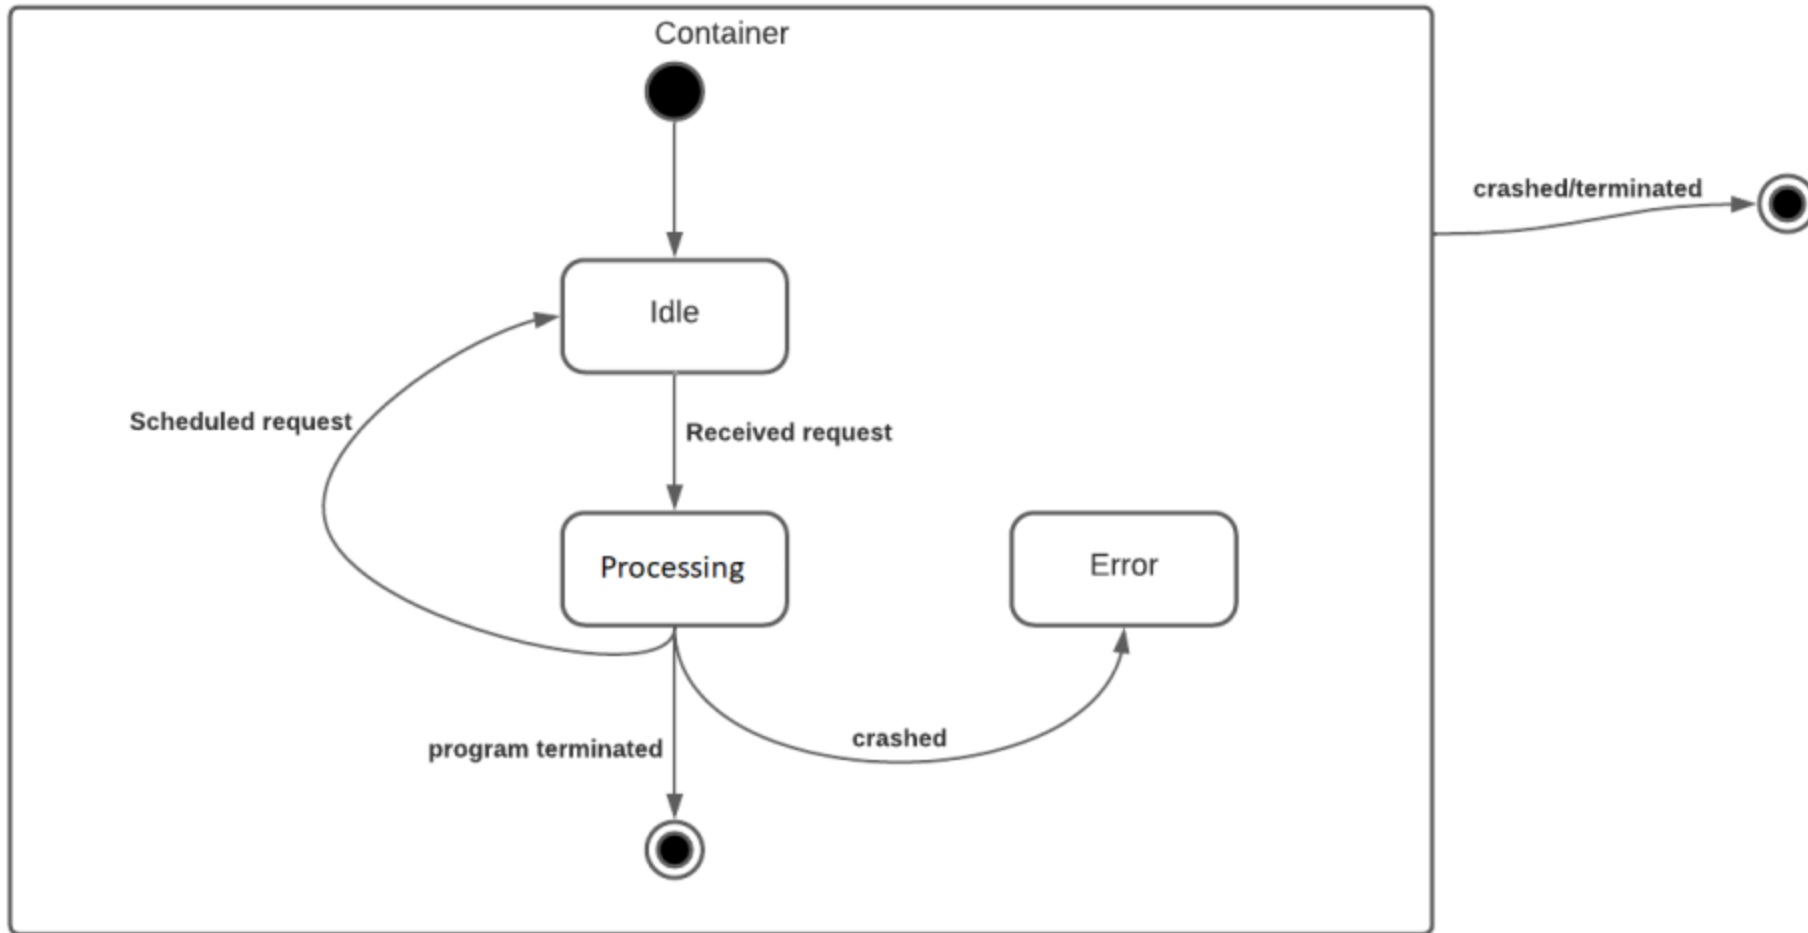 Container
crashed/terminated
Idle
Scheduled request
Received request
Processing
Error
crashed
program terminated